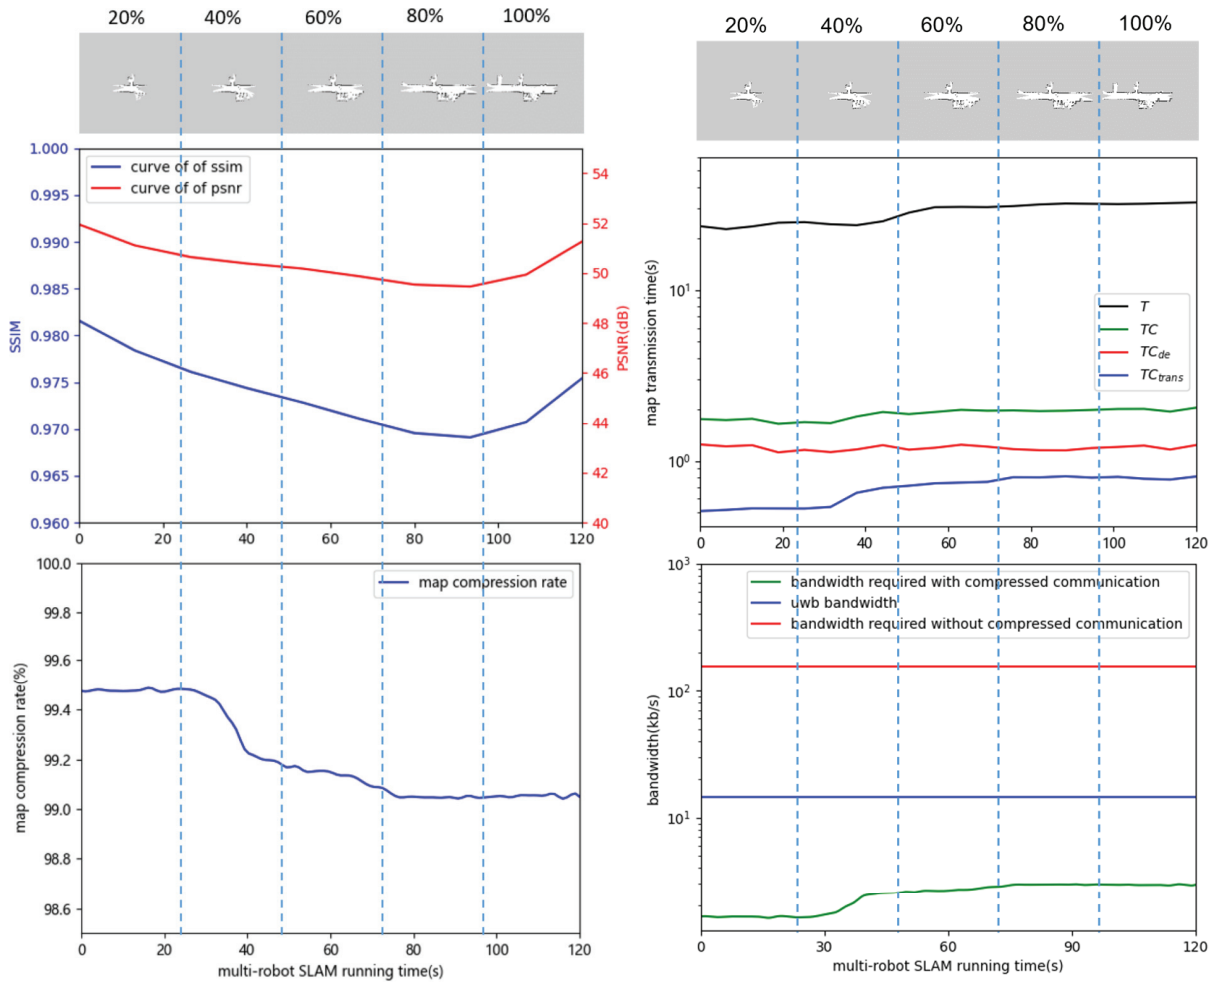 20% 40% 60% 80% 100%
1.000
0.995
0.990
0.985
0.980
0.975
0.970
0.965
0.960
SSIM
curve of of ssim
curve of of psnr
54
52
50
48
46
44
42
40
PSNR(dB)
0 20 40 60 80 100 120
100.0
99.8
99.6
99.4
99.2
99.0
98.8
98.6
map compression rate(%)
map compression rate
0 20 40 60 80 100 120
multi-robot SLAM running time(s)
20% 40% 60% 80% 100%
10¹
10⁰
map transmission time(s)
T
TC
TC_de
TC_trans
0 20 40 60 80 100 120
10³
10²
10¹
bandwidth(kb/s)
bandwidth required with compressed communication
uwb bandwidth
bandwidth required without compressed communication
0 30 60 90 120
multi-robot SLAM running time(s)